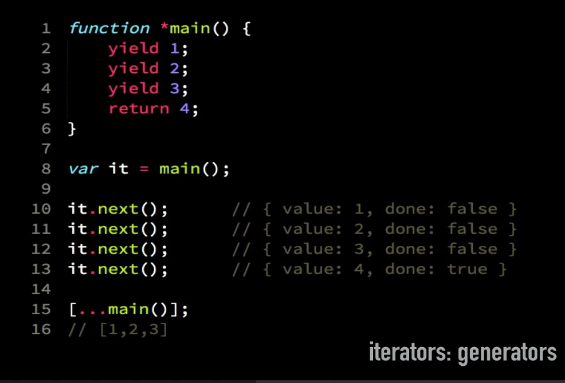 1 function *main() {
2 yield 1;
3 yield 2;
4 yield 3;
5 return 4;
6 }
7
8 var it = main();
9
10 it.next(); // { value: 1, done: false }
11 it.next(); // { value: 2, done: false }
12 it.next(); // { value: 3, done: false }
13 it.next(); // { value: 4, done: true }
14
15 [...main()];
16 // [1,2,3]
iterators: generators